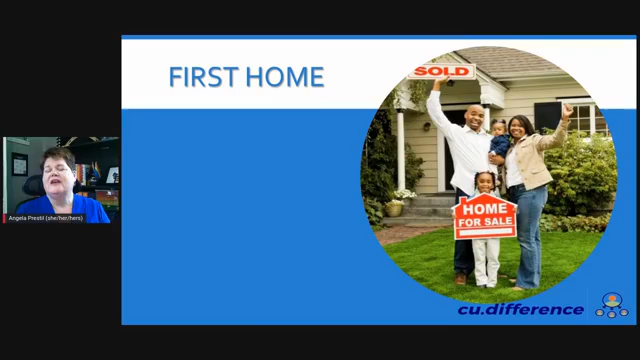 FIRST HOME
SOLD
HOME
FOR SALE
Angela Prestil (she/her/hers)
cu.difference